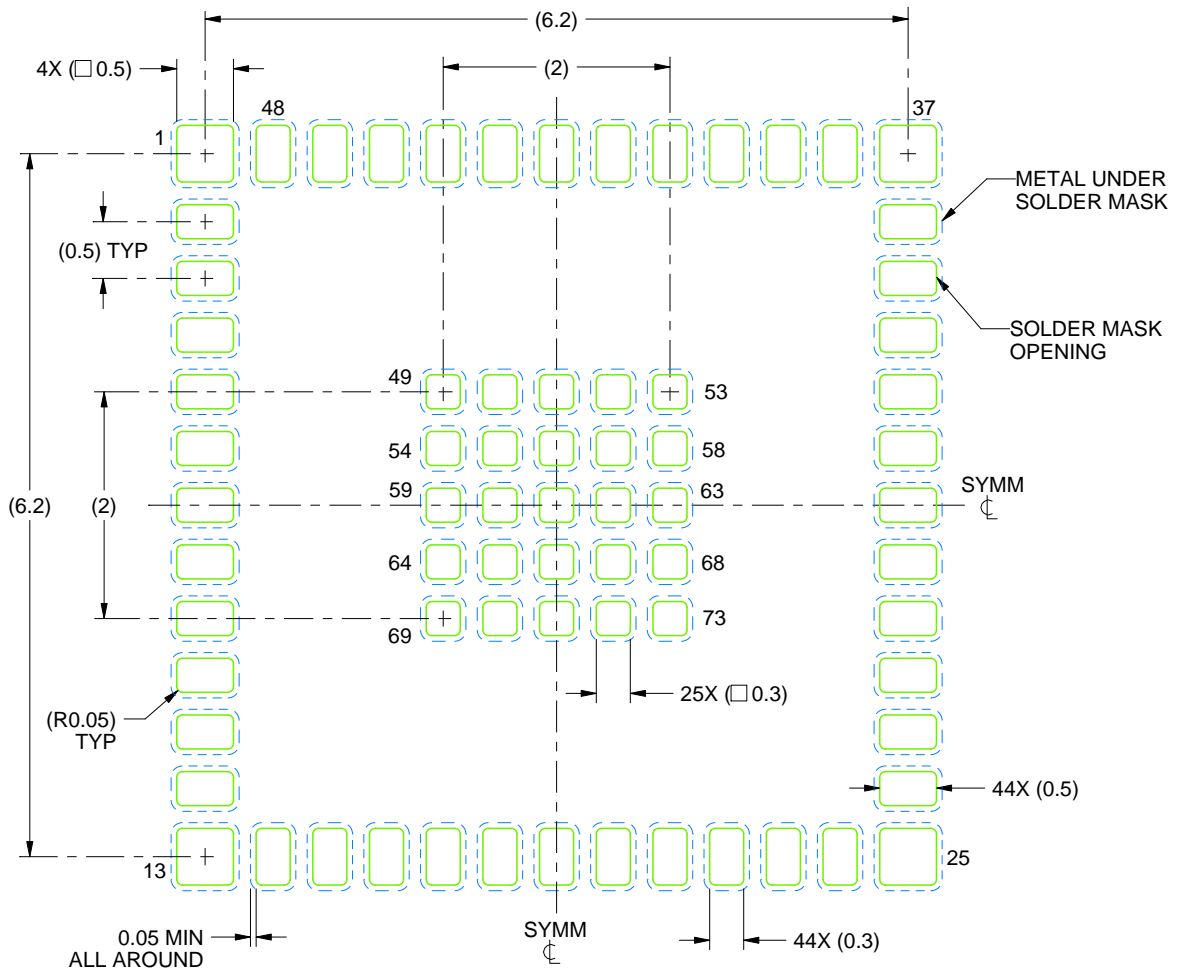 (6.2)
4X (□ 0.5)
(2)
1
48
37
METAL UNDER
SOLDER MASK
(0.5) TYP
SOLDER MASK
OPENING
49
53
54
58
59
63
SYMM
℄
(6.2)
(2)
64
68
69
73
25X (□ 0.3)
(R0.05)
TYP
44X (0.5)
13
25
0.05 MIN
ALL AROUND
SYMM
℄
44X (0.3)